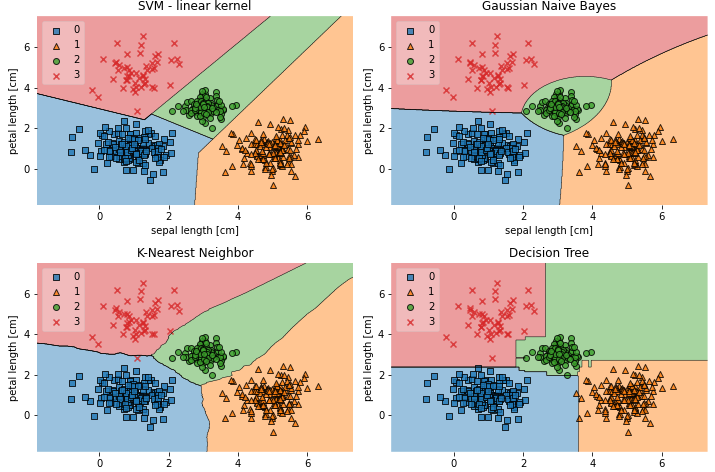 SVM - linear kernel
petal length [cm]
6
4
2
0
0
1
2
3
0 2 4 6
sepal length [cm]
Gaussian Naive Bayes
petal length [cm]
6
4
2
0
0
1
2
3
0 2 4 6
sepal length [cm]
K-Nearest Neighbor
petal length [cm]
6
4
2
0
0
1
2
3
0 2 4 6
Decision Tree
petal length [cm]
6
4
2
0
0
1
2
3
0 2 4 6